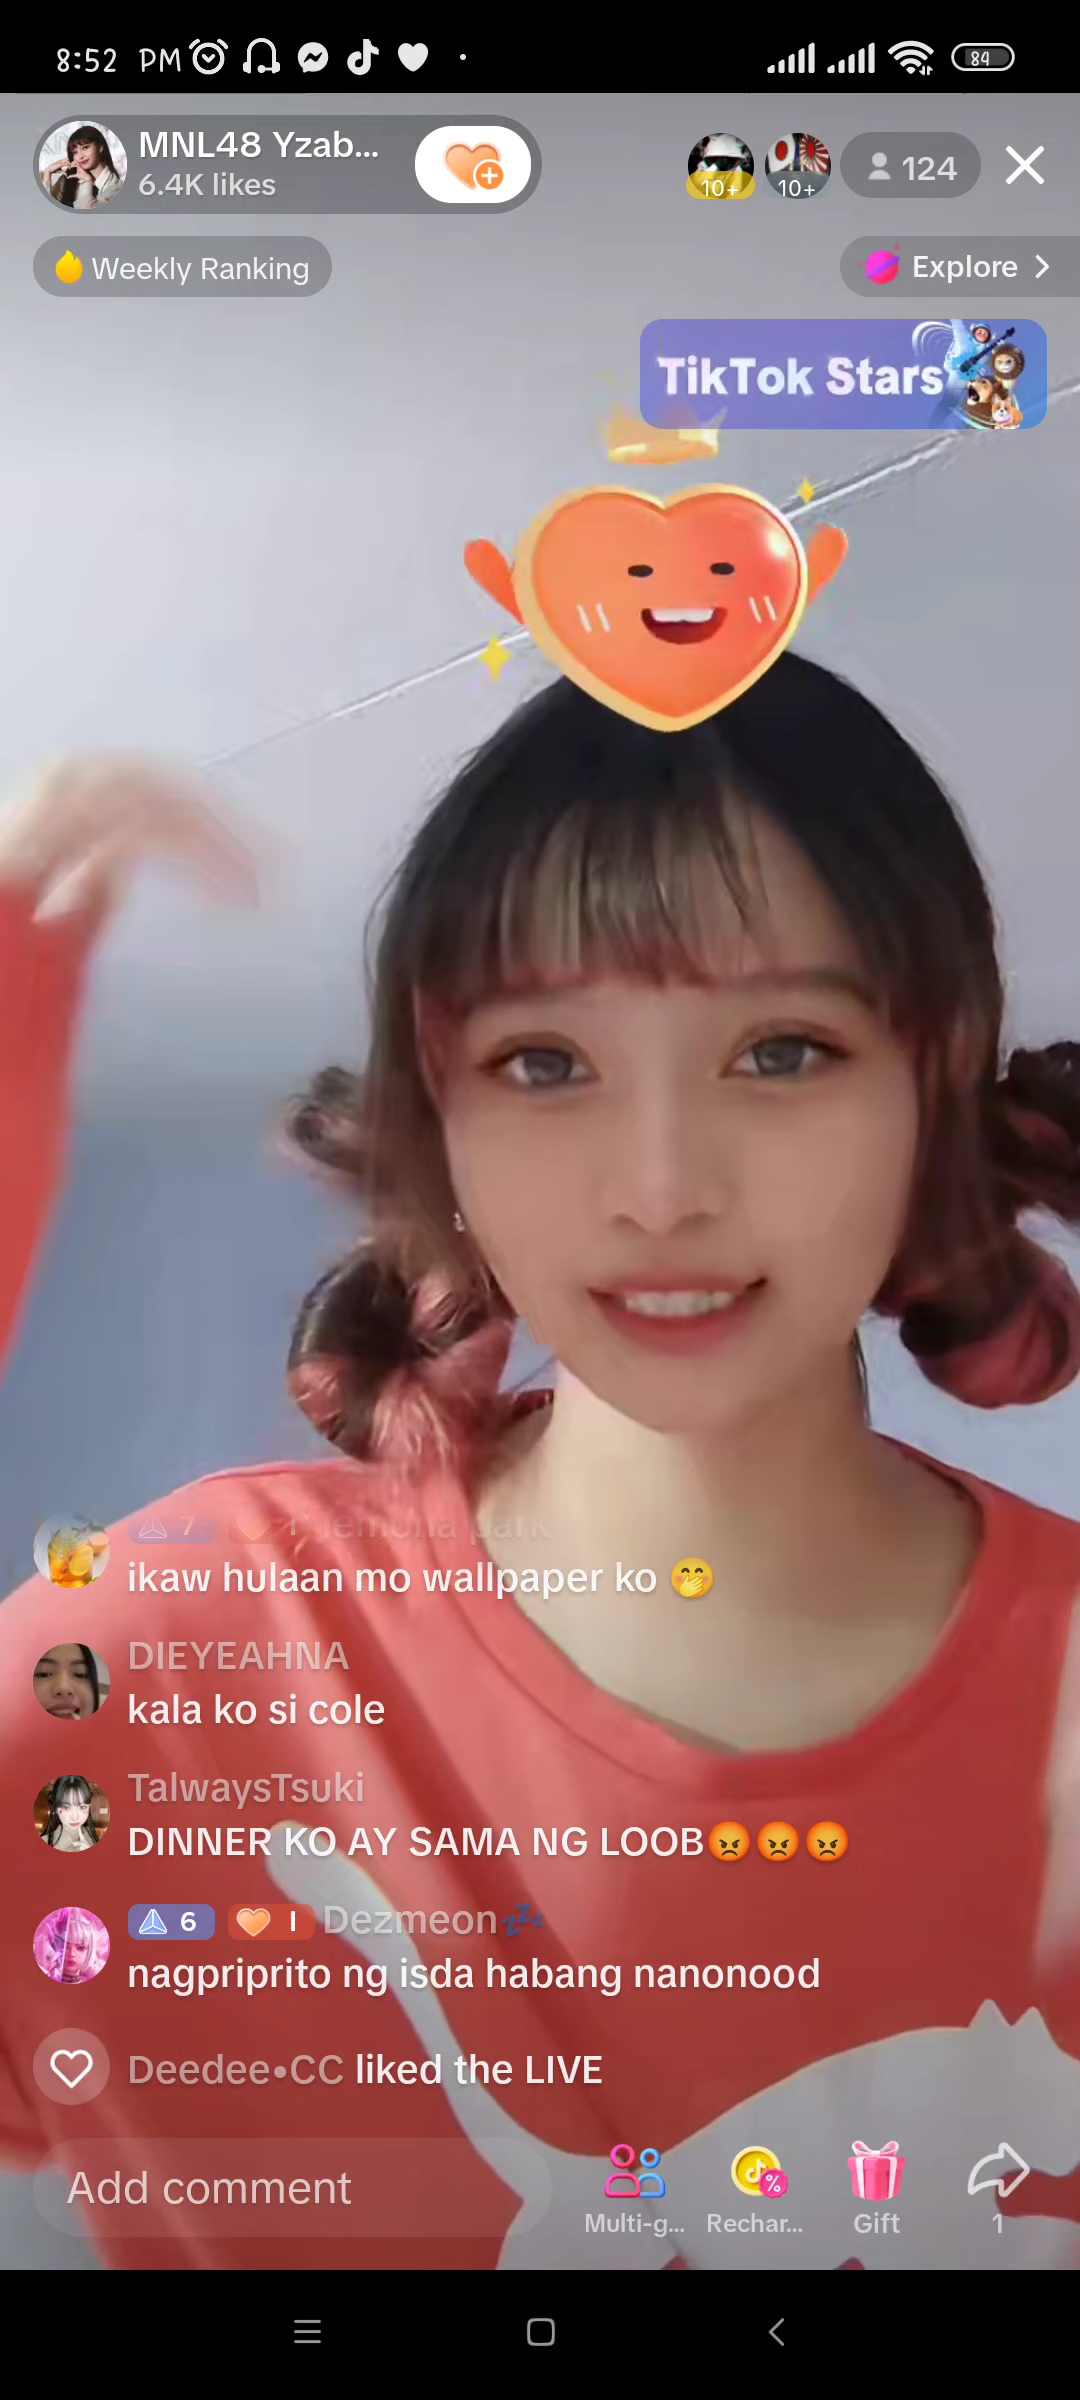 8:52 PM
84
MNL48 Yzab...
6.4K likes
10+
10+
124
Weekly Ranking
Explore
TikTok Stars
7 lemona park
ikaw hulaan mo wallpaper ko 🤭
DIEYEAHNA
kala ko si cole
TalwaysTsuki
DINNER KO AY SAMA NG LOOB😡😡😡
6 I Dezmeon💤
nagpriprito ng isda habang nanonood
Deedee•CC liked the LIVE
Add comment
Multi-g...
Rechar...
Gift
1